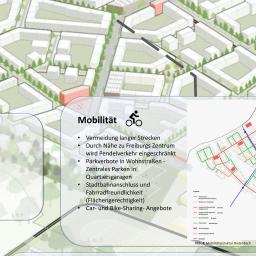 Mobilität
• Vermeidung langer Strecken
• Durch Nähe zu Freiburgs Zentrum
wird Pendelverkehr eingeschränkt
• Parkverbote in Wohnstraßen -
Zentrales Parken in
Quartiersgaragen
• Stadtbahnanschluss und
Fahrradfreundlichkeit
(Flächengerechtigkeit)
• Car- und Bike-Sharing- Angebote